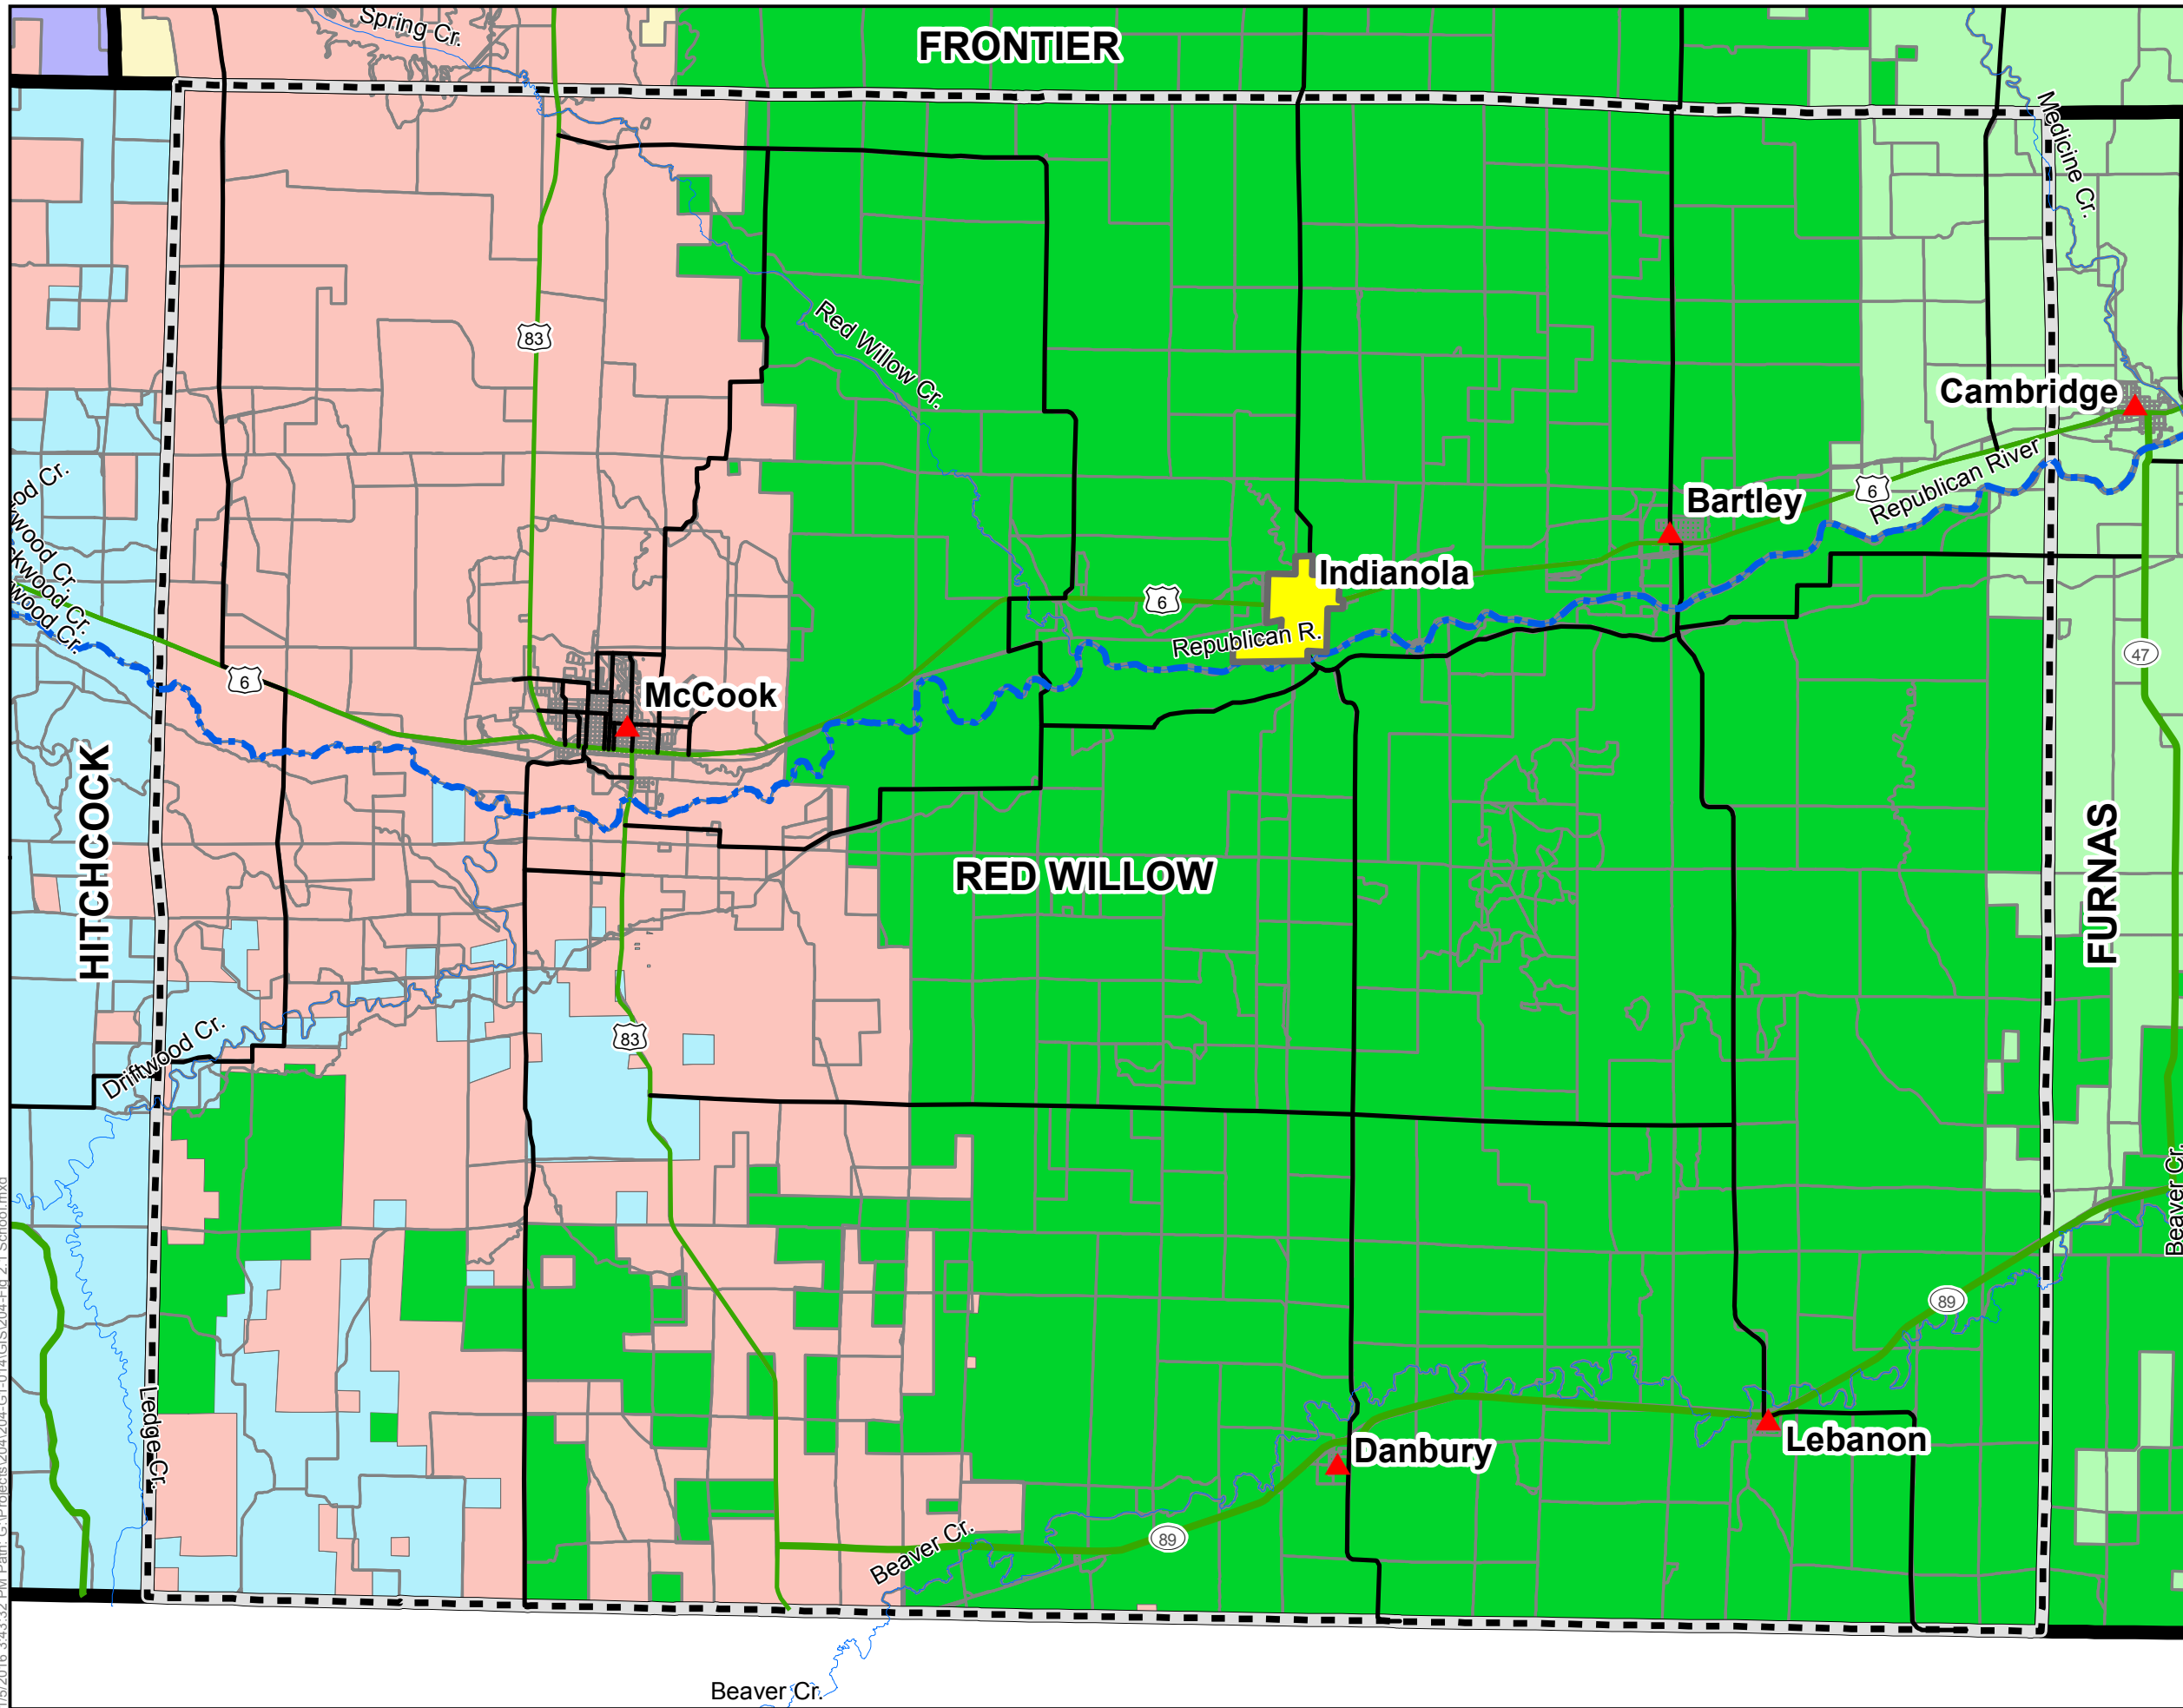 Spring Cr.
FRONTIER
Medicine Cr.
83
Red Willow Cr.
Cambridge
Republican River
6
Bartley
Indianola
6
Republican R.
47
6
McCook
HITCHCOCK
RED WILLOW
FURNAS
83
Driftwood Cr.
Beaver Cr.
89
Ledge Cr.
Danbury
Lebanon
89
Beaver Cr.
Beaver Cr.